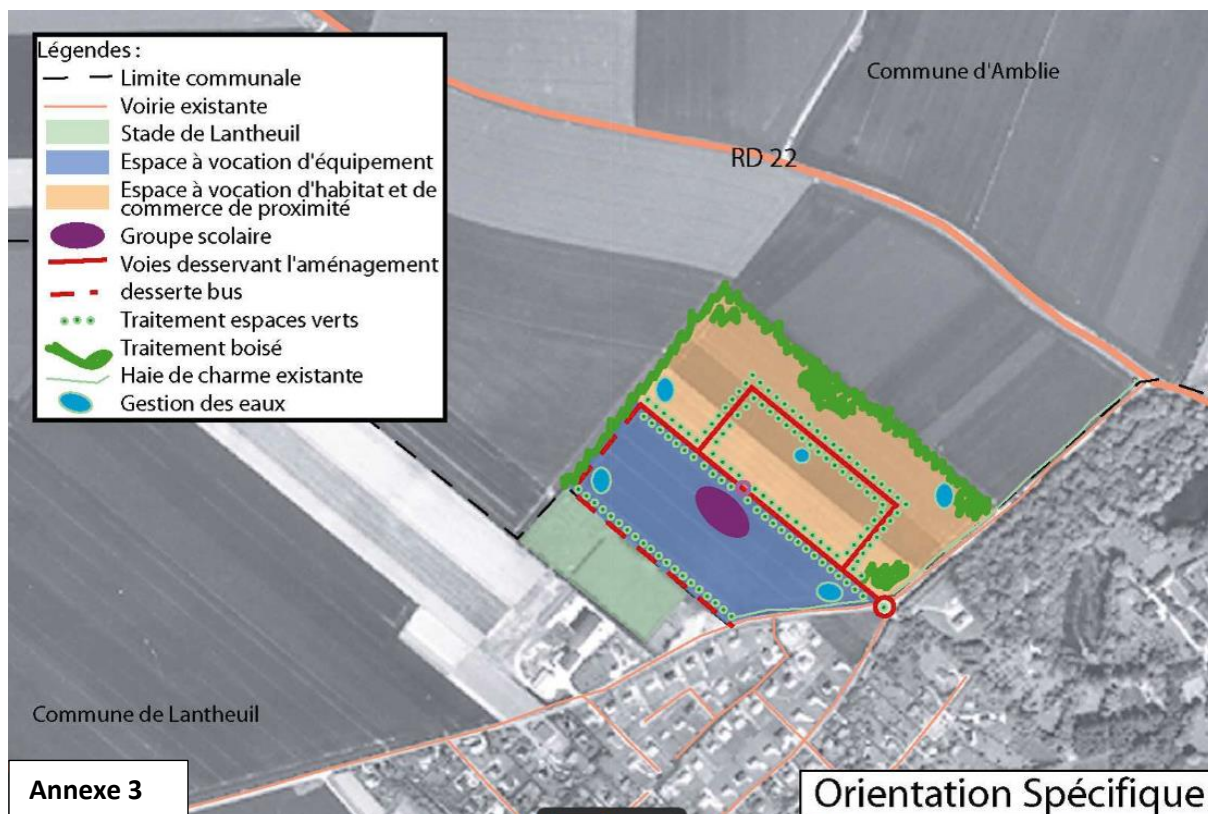 Légendes :
Limite communale
Voirie existante
Stade de Lantheuil
Espace à vocation d'équipement
Espace à vocation d'habitat et de
commerce de proximité
Groupe scolaire
Voies desservant l'aménagement
desserte bus
Traitement espaces verts
Traitement boisé
Haie de charme existante
Gestion des eaux
Commune d'Amblie
RD 22
Commune de Lantheuil
Annexe 3
Orientation Spécifique